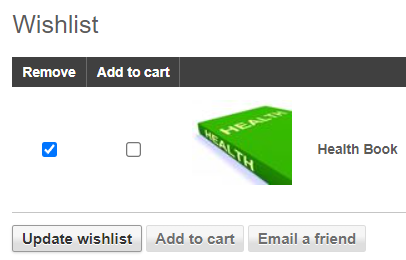 Wishlist
Remove Add to cart
HEALTH
HEALTH
Health Book
Update wishlist Add to cart Email a friend